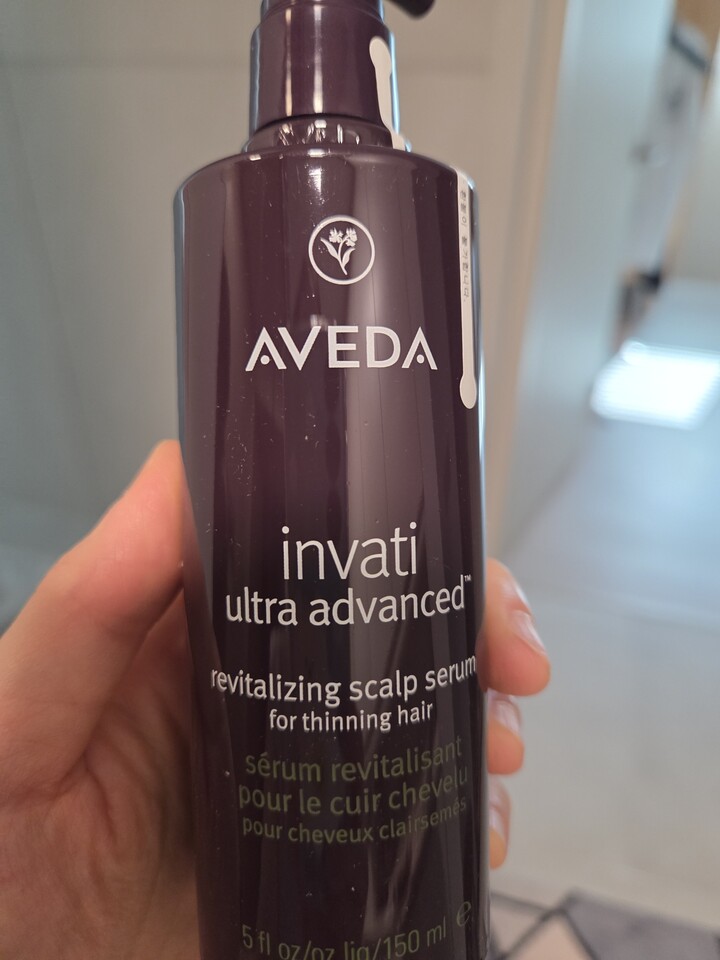 AVEDA
invati
ultra advanced™
revitalizing scalp serum
for thinning hair
sérum revitalisant
pour le cuir chevelu
pour cheveux clairsemés
5 fl oz/oz liq/150 ml e